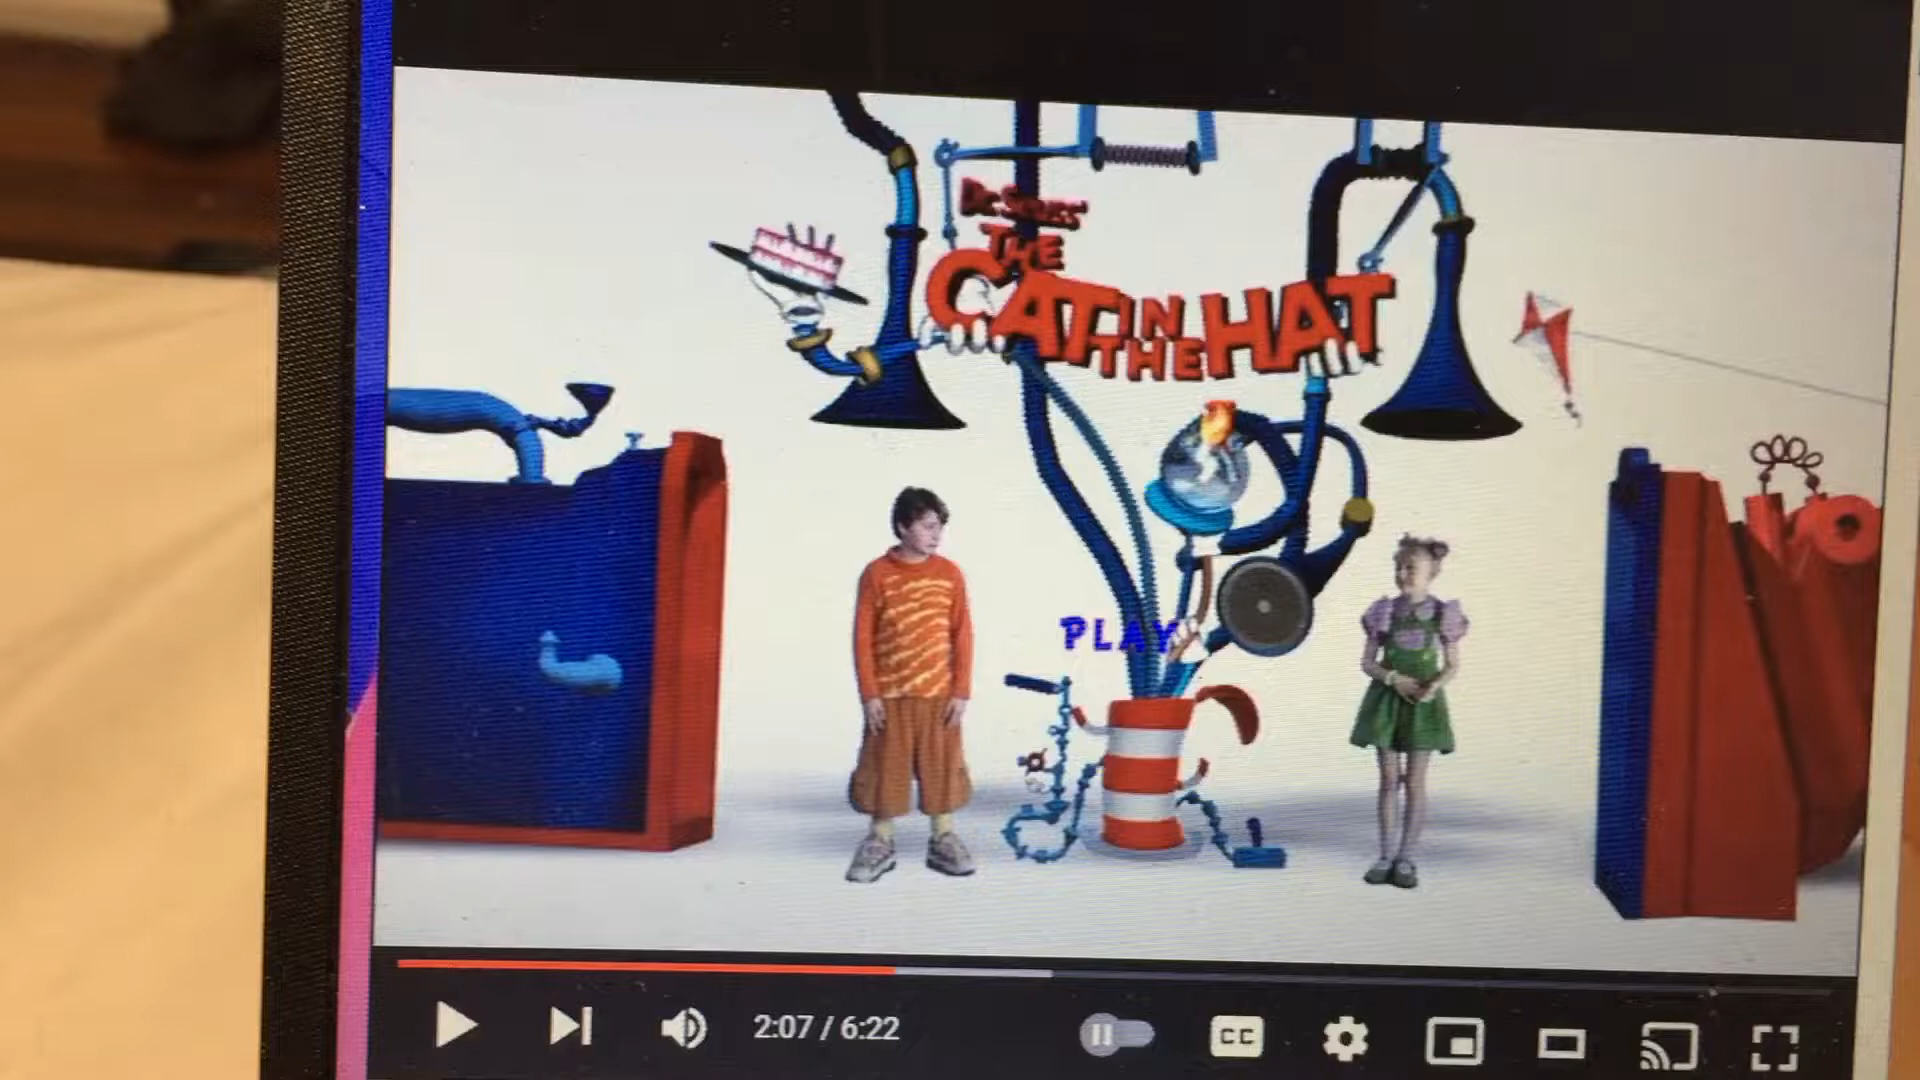 Dr. Seuss'
THE
CAT IN
THE HAT
PLAY
2:07 / 6:22
CC